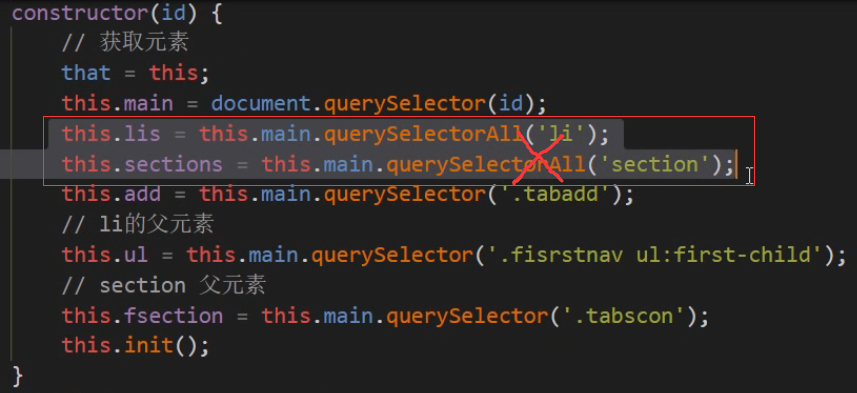 constructor(id) {
// 获取元素
that = this;
this.main = document.querySelector(id);
this.lis = this.main.querySelectorAll('li');
this.sections = this.main.querySelectorAll('section');
this.add = this.main.querySelector('.tabadd');
// li的父元素
this.ul = this.main.querySelector('.fisrstnav ul:first-child');
// section 父元素
this.fsection = this.main.querySelector('.tabscon');
this.init();
}